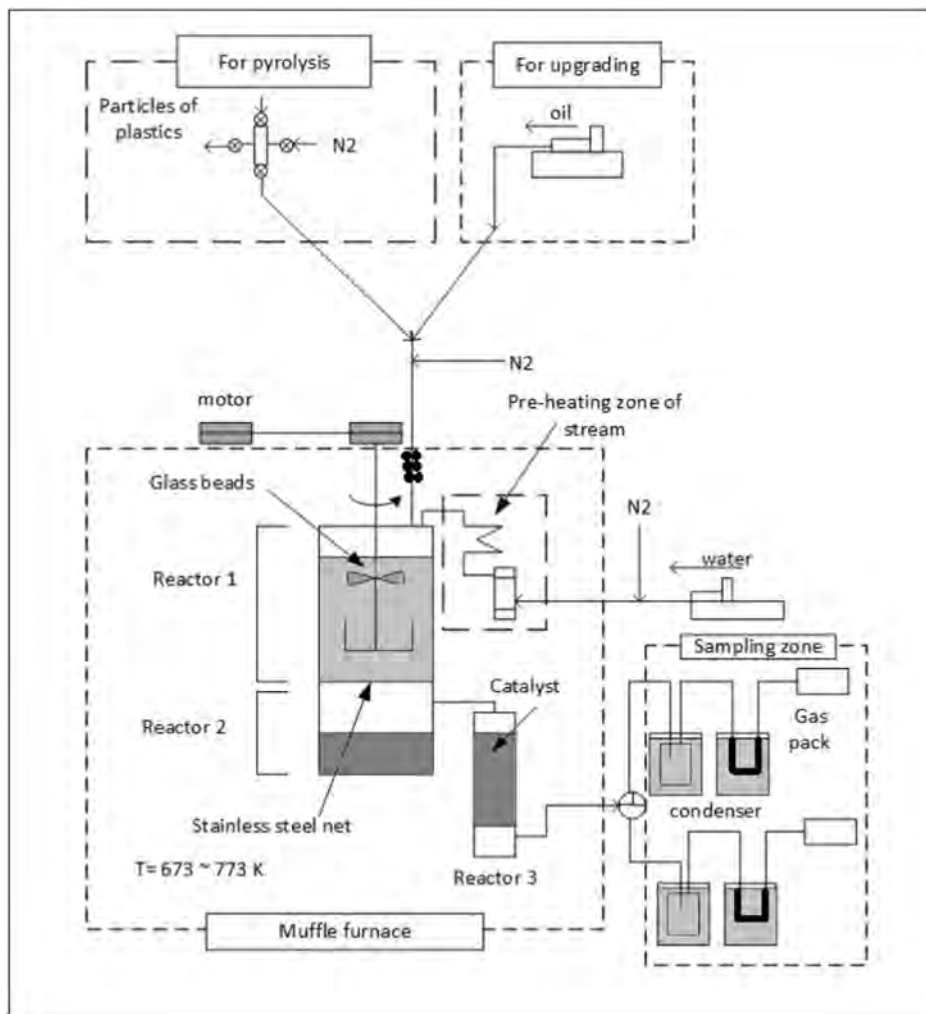 For pyrolysis
For upgrading
Particles of
plastics
N2
oil
N2
motor
Pre-heating zone of
stream
Glass beads
N2
water
Reactor 1
Sampling zone
Catalyst
Reactor 2
Gas
pack
condenser
Stainless steel net
T= 673 ~ 773 K
Reactor 3
Muffle furnace